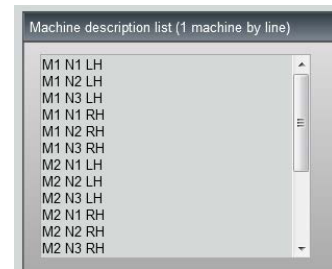 Machine description list (1 machine by line)
M1 N1 LH
M1 N2 LH
M1 N3 LH
M1 N1 RH
M1 N2 RH
M1 N3 RH
M2 N1 LH
M2 N2 LH
M2 N3 LH
M2 N1 RH
M2 N2 RH
M2 N3 RH